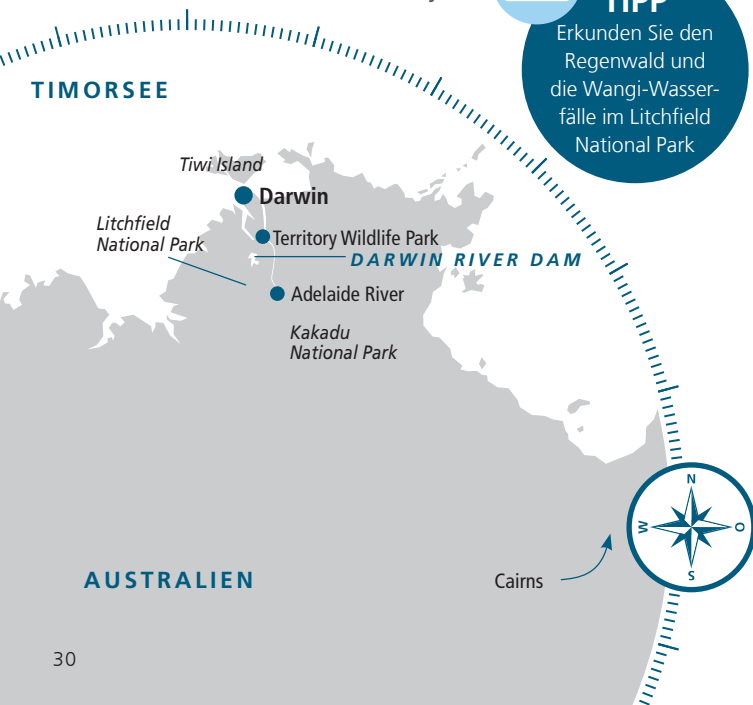 TIPP
Erkunden Sie den
Regenwald und
die Wangi-Wasser-
fälle im Litchfield
National Park
TIMORSEE
Tiwi Island
Darwin
Litchfield
National Park
Territory Wildlife Park
DARWIN RIVER DAM
Adelaide River
Kakadu
National Park
N
W
O
S
AUSTRALIEN
Cairns
30